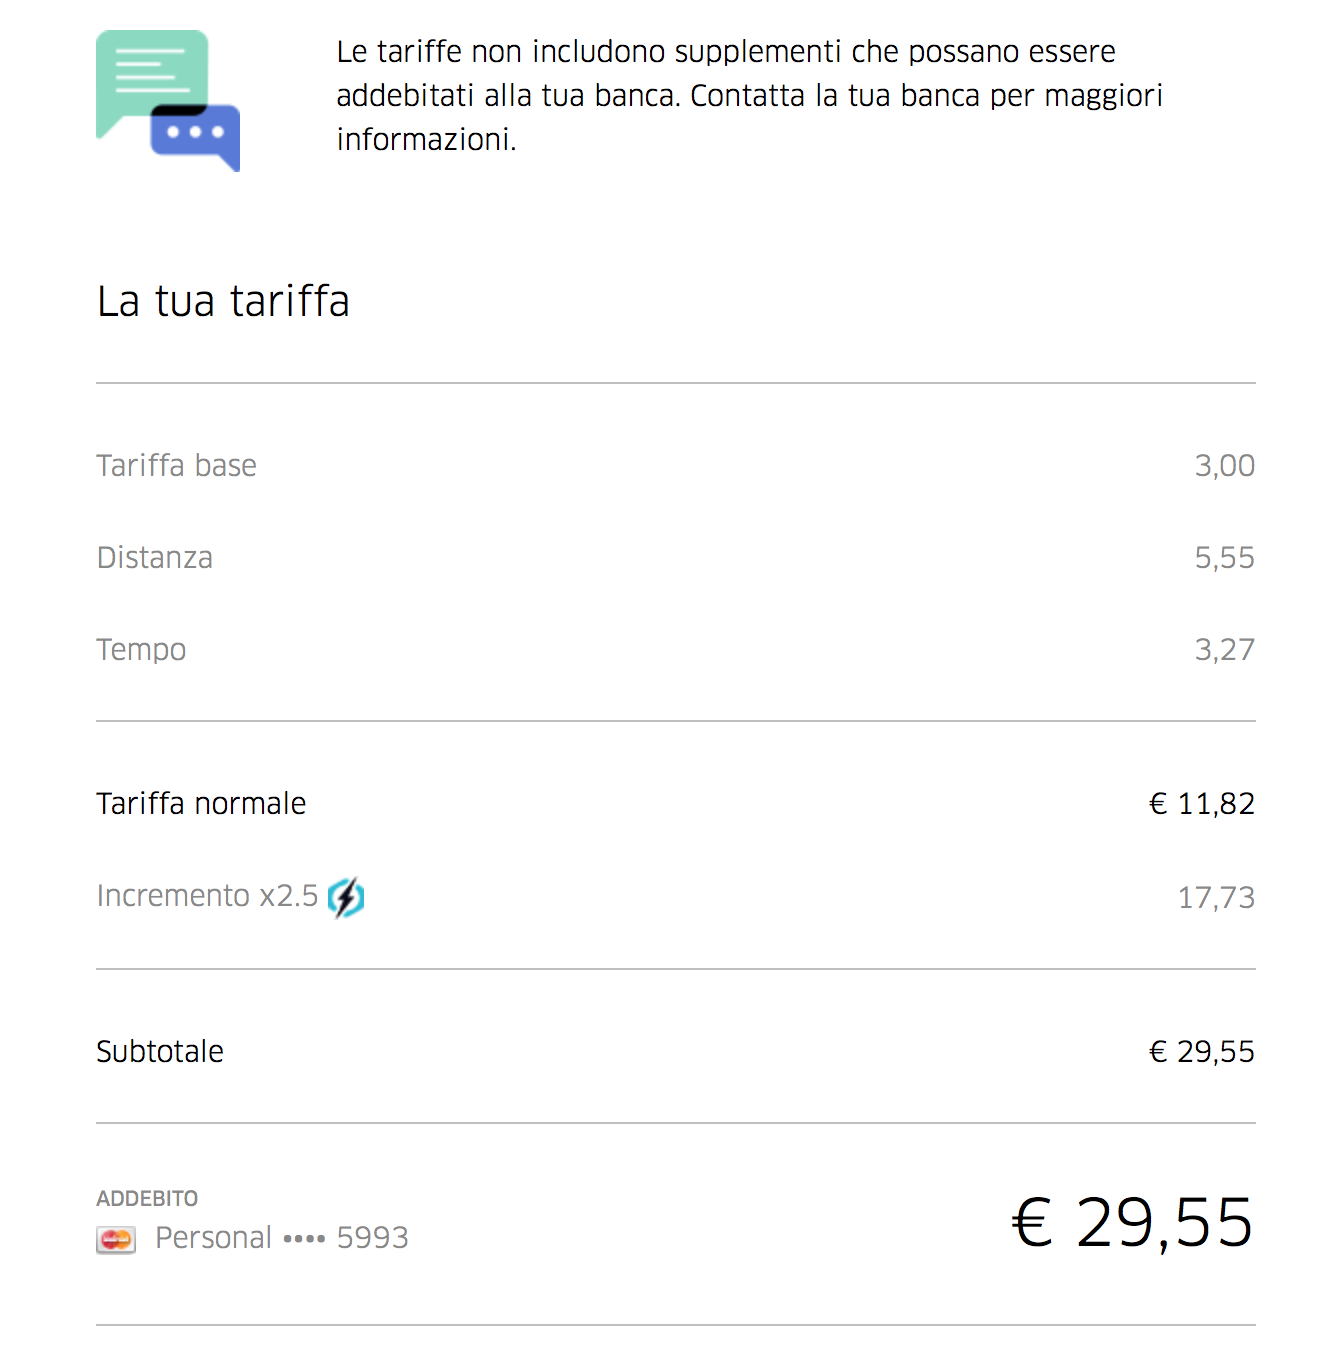 Le tariffe non includono supplementi che possano essere
addebitati alla tua banca. Contatta la tua banca per maggiori
informazioni.
La tua tariffa
Tariffa base 3,00
Distanza 5,55
Tempo 3,27
Tariffa normale € 11,82
Incremento x2.5 17,73
Subtotale € 29,55
ADDEBITO
Personal •••• 5993 € 29,55